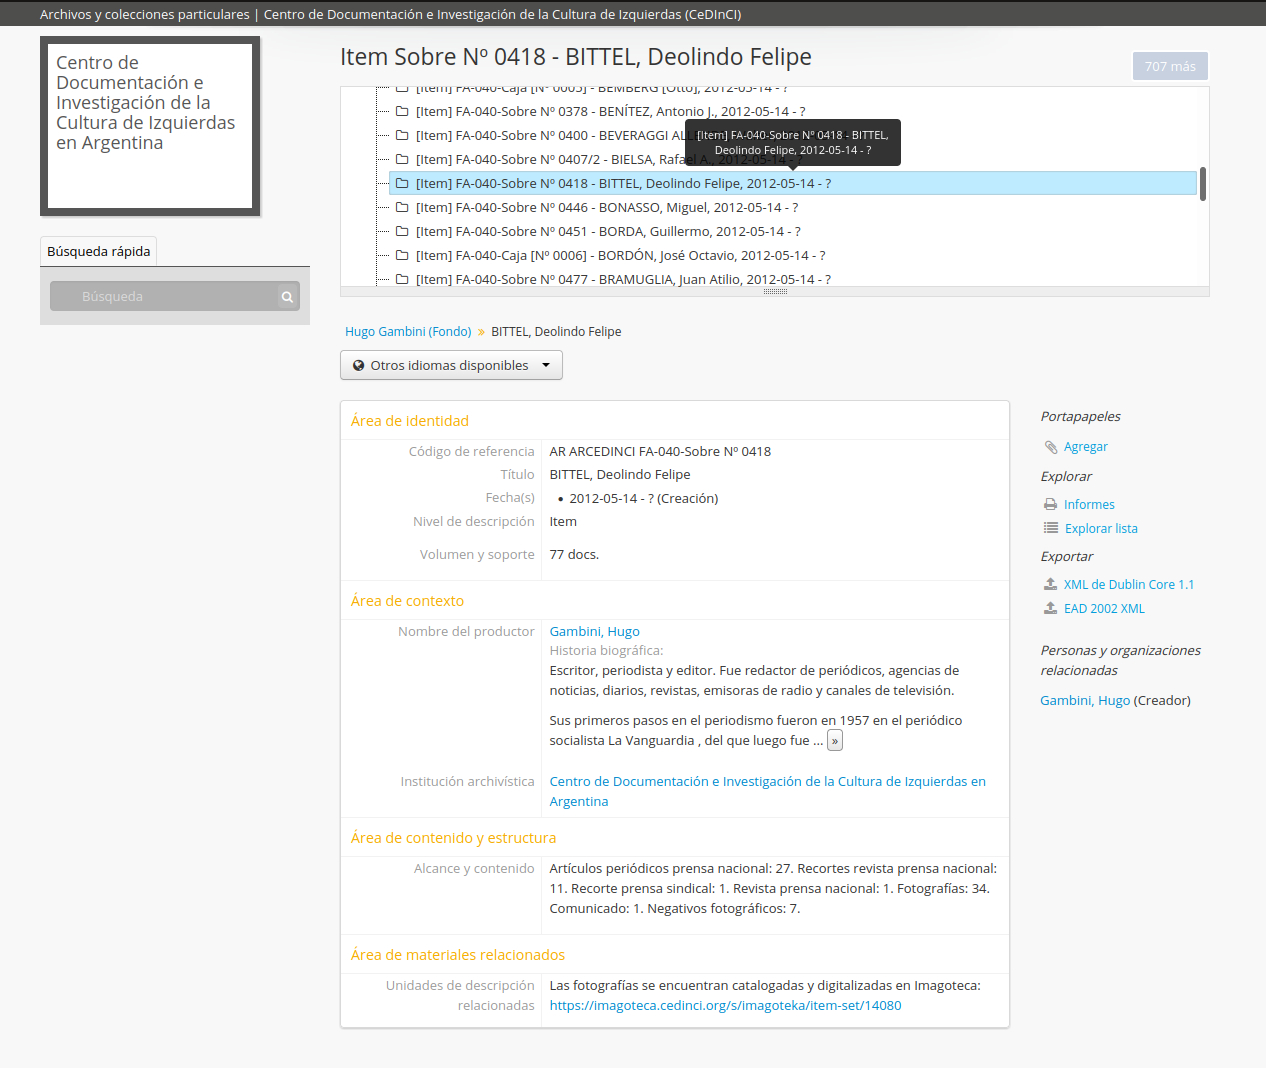 Archivos y colecciones particulares | Centro de Documentación e Investigación de la Cultura de Izquierdas (CeDInCI)
Centro de
Documentación e
Investigación de la
Cultura de Izquierdas
en Argentina
Búsqueda rápida
Búsqueda
Item Sobre Nº 0418 - BITTEL, Deolindo Felipe
707 más
[Item] FA-040-Caja [Nº 0005] - BEMBERG [Otto], 2012-05-14 - ?
[Item] FA-040-Sobre Nº 0378 - BENÍTEZ, Antonio J., 2012-05-14 - ?
[Item] FA-040-Sobre Nº 0400 - BEVERAGGI
[Item] FA-040-Sobre Nº 0418 - BITTEL,
Deolindo Felipe, 2012-05-14 - ?
[Item] FA-040-Sobre Nº 0407/2 - BIELSA, Rafael A., 2012-05-14 - ?
[Item] FA-040-Sobre Nº 0418 - BITTEL, Deolindo Felipe, 2012-05-14 - ?
[Item] FA-040-Sobre Nº 0446 - BONASSO, Miguel, 2012-05-14 - ?
[Item] FA-040-Sobre Nº 0451 - BORDA, Guillermo, 2012-05-14 - ?
[Item] FA-040-Caja [Nº 0006] - BORDÓN, José Octavio, 2012-05-14 - ?
[Item] FA-040-Sobre Nº 0477 - BRAMUGLIA, Juan Atilio, 2012-05-14 - ?
Hugo Gambini (Fondo) » BITTEL, Deolindo Felipe
Otros idiomas disponibles
Área de identidad
Código de referencia AR ARCEDINCI FA-040-Sobre Nº 0418
Título BITTEL, Deolindo Felipe
Fecha(s) • 2012-05-14 - ? (Creación)
Nivel de descripción Item
Volumen y soporte 77 docs.
Área de contexto
Nombre del productor Gambini, Hugo
Historia biográfica:
Escritor, periodista y editor. Fue redactor de periódicos, agencias de
noticias, diarios, revistas, emisoras de radio y canales de televisión.
Sus primeros pasos en el periodismo fueron en 1957 en el periódico
socialista La Vanguardia , del que luego fue ... »
Institución archivística Centro de Documentación e Investigación de la Cultura de Izquierdas en
Argentina
Área de contenido y estructura
Alcance y contenido Artículos periódicos prensa nacional: 27. Recortes revista prensa nacional:
11. Recorte prensa sindical: 1. Revista prensa nacional: 1. Fotografías: 34.
Comunicado: 1. Negativos fotográficos: 7.
Área de materiales relacionados
Unidades de descripción Las fotografías se encuentran catalogadas y digitalizadas en Imagoteca:
relacionadas https://imagoteca.cedinci.org/s/imagoteka/item-set/14080
Portapapeles
Agregar
Explorar
Informes
Explorar lista
Exportar
XML de Dublin Core 1.1
EAD 2002 XML
Personas y organizaciones
relacionadas
Gambini, Hugo (Creador)